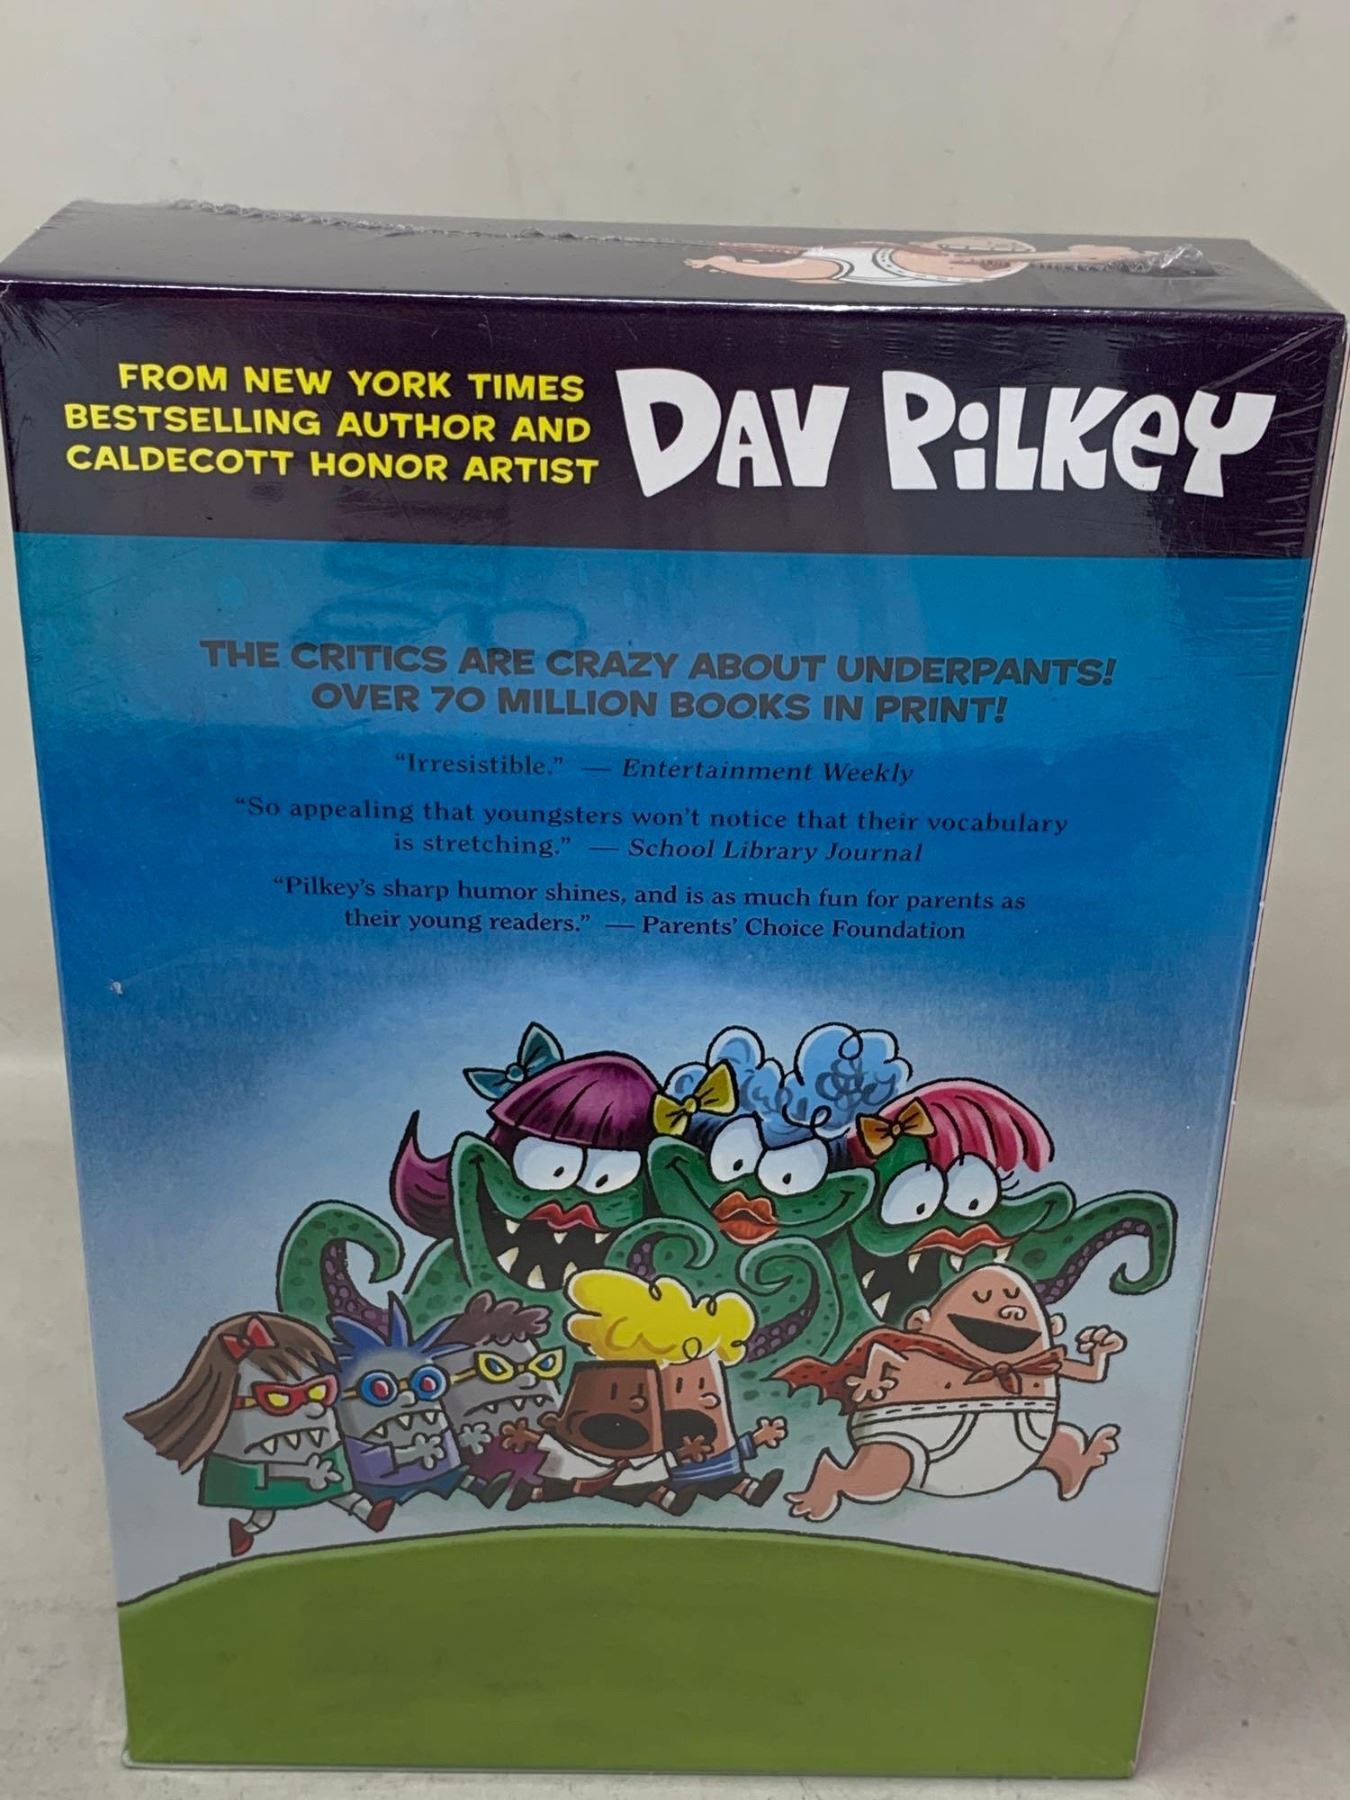 FROM NEW YORK TIMES
BESTSELLING AUTHOR AND
CALDECOTT HONOR ARTIST
DAV PiLKeY
THE CRITICS ARE CRAZY ABOUT UNDERPANTS!
OVER 70 MILLION BOOKS IN PRINT!
“Irresistible.” — Entertainment Weekly
“So appealing that youngsters won’t notice that their vocabulary
is stretching.” — School Library Journal
“Pilkey’s sharp humor shines, and is as much fun for parents as
their young readers.” — Parents’ Choice Foundation